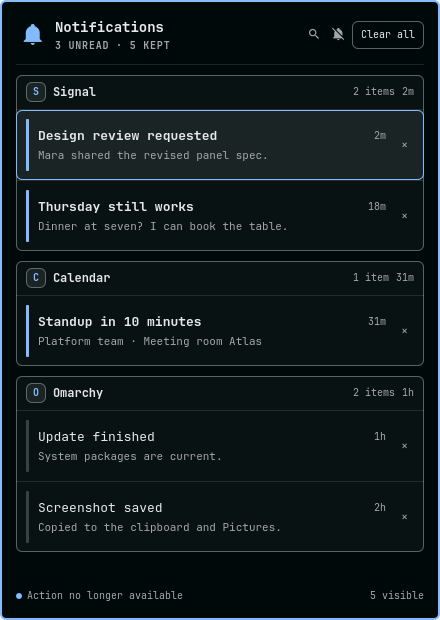 Notifications
3 UNREAD · 5 KEPT
Clear all
S Signal 2 items 2m
Design review requested 2m
Mara shared the revised panel spec. ×
Thursday still works 18m
Dinner at seven? I can book the table. ×
C Calendar 1 item 31m
Standup in 10 minutes 31m
Platform team · Meeting room Atlas ×
O Omarchy 2 items 1h
Update finished 1h
System packages are current. ×
Screenshot saved 2h
Copied to the clipboard and Pictures. ×
Action no longer available 5 visible